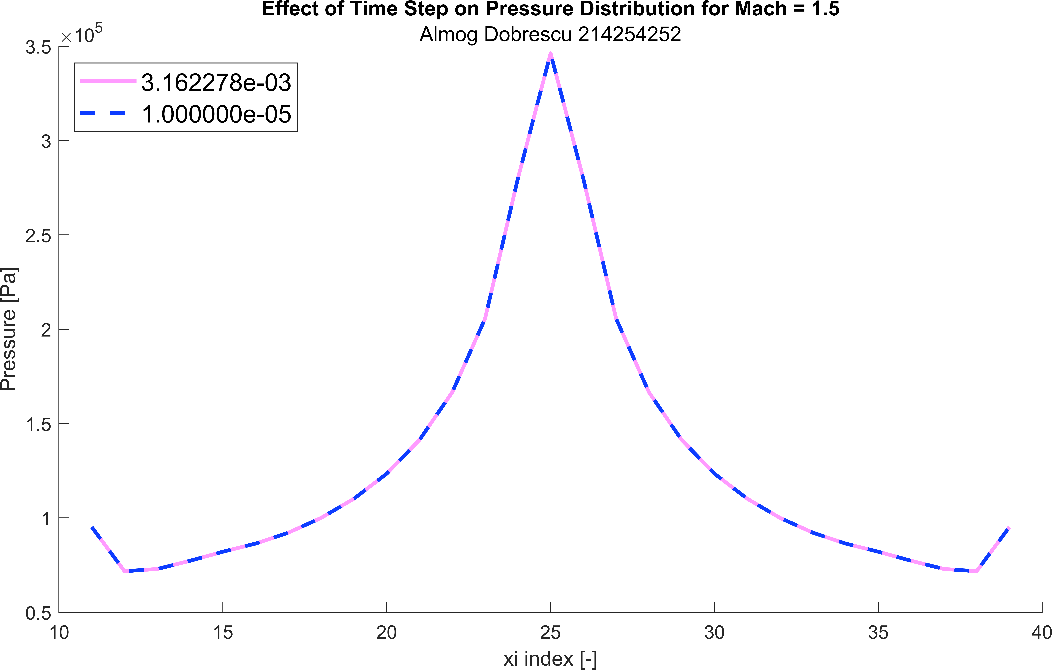 Effect of Time Step on Pressure Distribution for Mach = 1.5
Almog Dobrescu 214254252
×10⁵
3.162278e-03
1.000000e-05
3.5
3
2.5
2
1.5
1
0.5
Pressure [Pa]
10 15 20 25 30 35 40
xi index [-]